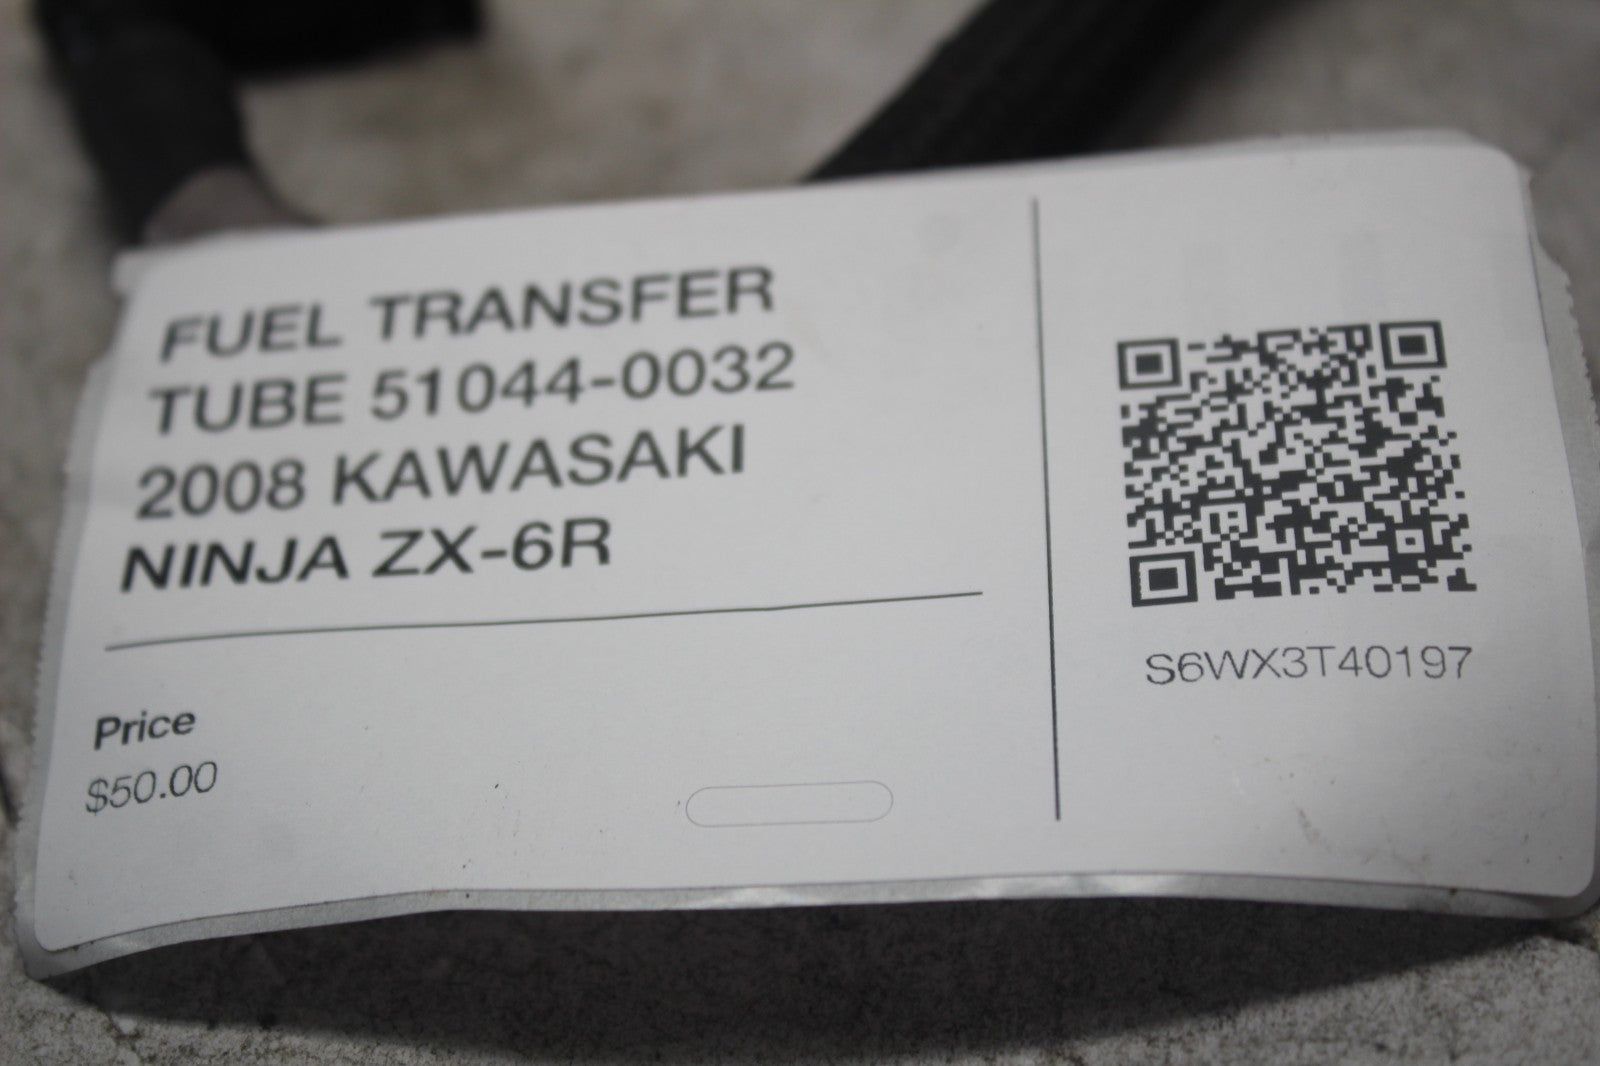 FUEL TRANSFER
TUBE 51044-0032
2008 KAWASAKI
NINJA ZX-6R
Price
$50.00
S6WX3T40197